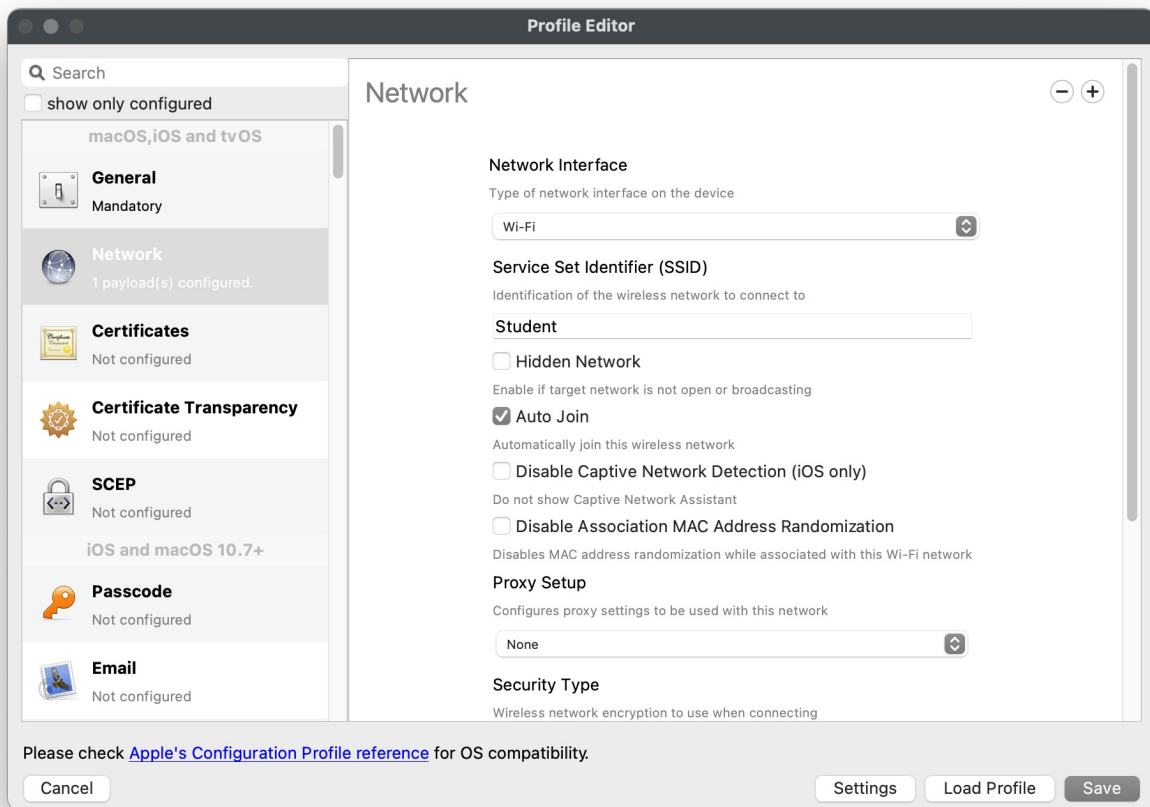 Profile Editor
Search
show only configured
macOS,iOS and tvOS
General
Mandatory
Network
1 payload(s) configured.
Certificates
Not configured
Certificate Transparency
Not configured
SCEP
Not configured
iOS and macOS 10.7+
Passcode
Not configured
Email
Not configured
Network
Network Interface
Type of network interface on the device
Wi-Fi
Service Set Identifier (SSID)
Identification of the wireless network to connect to
Student
Hidden Network
Enable if target network is not open or broadcasting
Auto Join
Automatically join this wireless network
Disable Captive Network Detection (iOS only)
Do not show Captive Network Assistant
Disable Association MAC Address Randomization
Disables MAC address randomization while associated with this Wi-Fi network
Proxy Setup
Configures proxy settings to be used with this network
None
Security Type
Wireless network encryption to use when connecting
Please check Apple's Configuration Profile reference for OS compatibility.
Cancel
Settings
Load Profile
Save